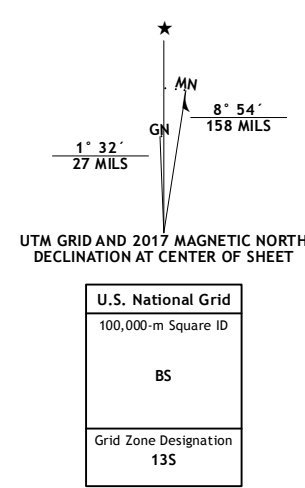 ★
MN
GN
8° 54´
158 MILS
1° 32´
27 MILS
UTM GRID AND 2017 MAGNETIC NORTH
DECLINATION AT CENTER OF SHEET
U.S. National Grid
100,000-m Square ID
BS
Grid Zone Designation
13S